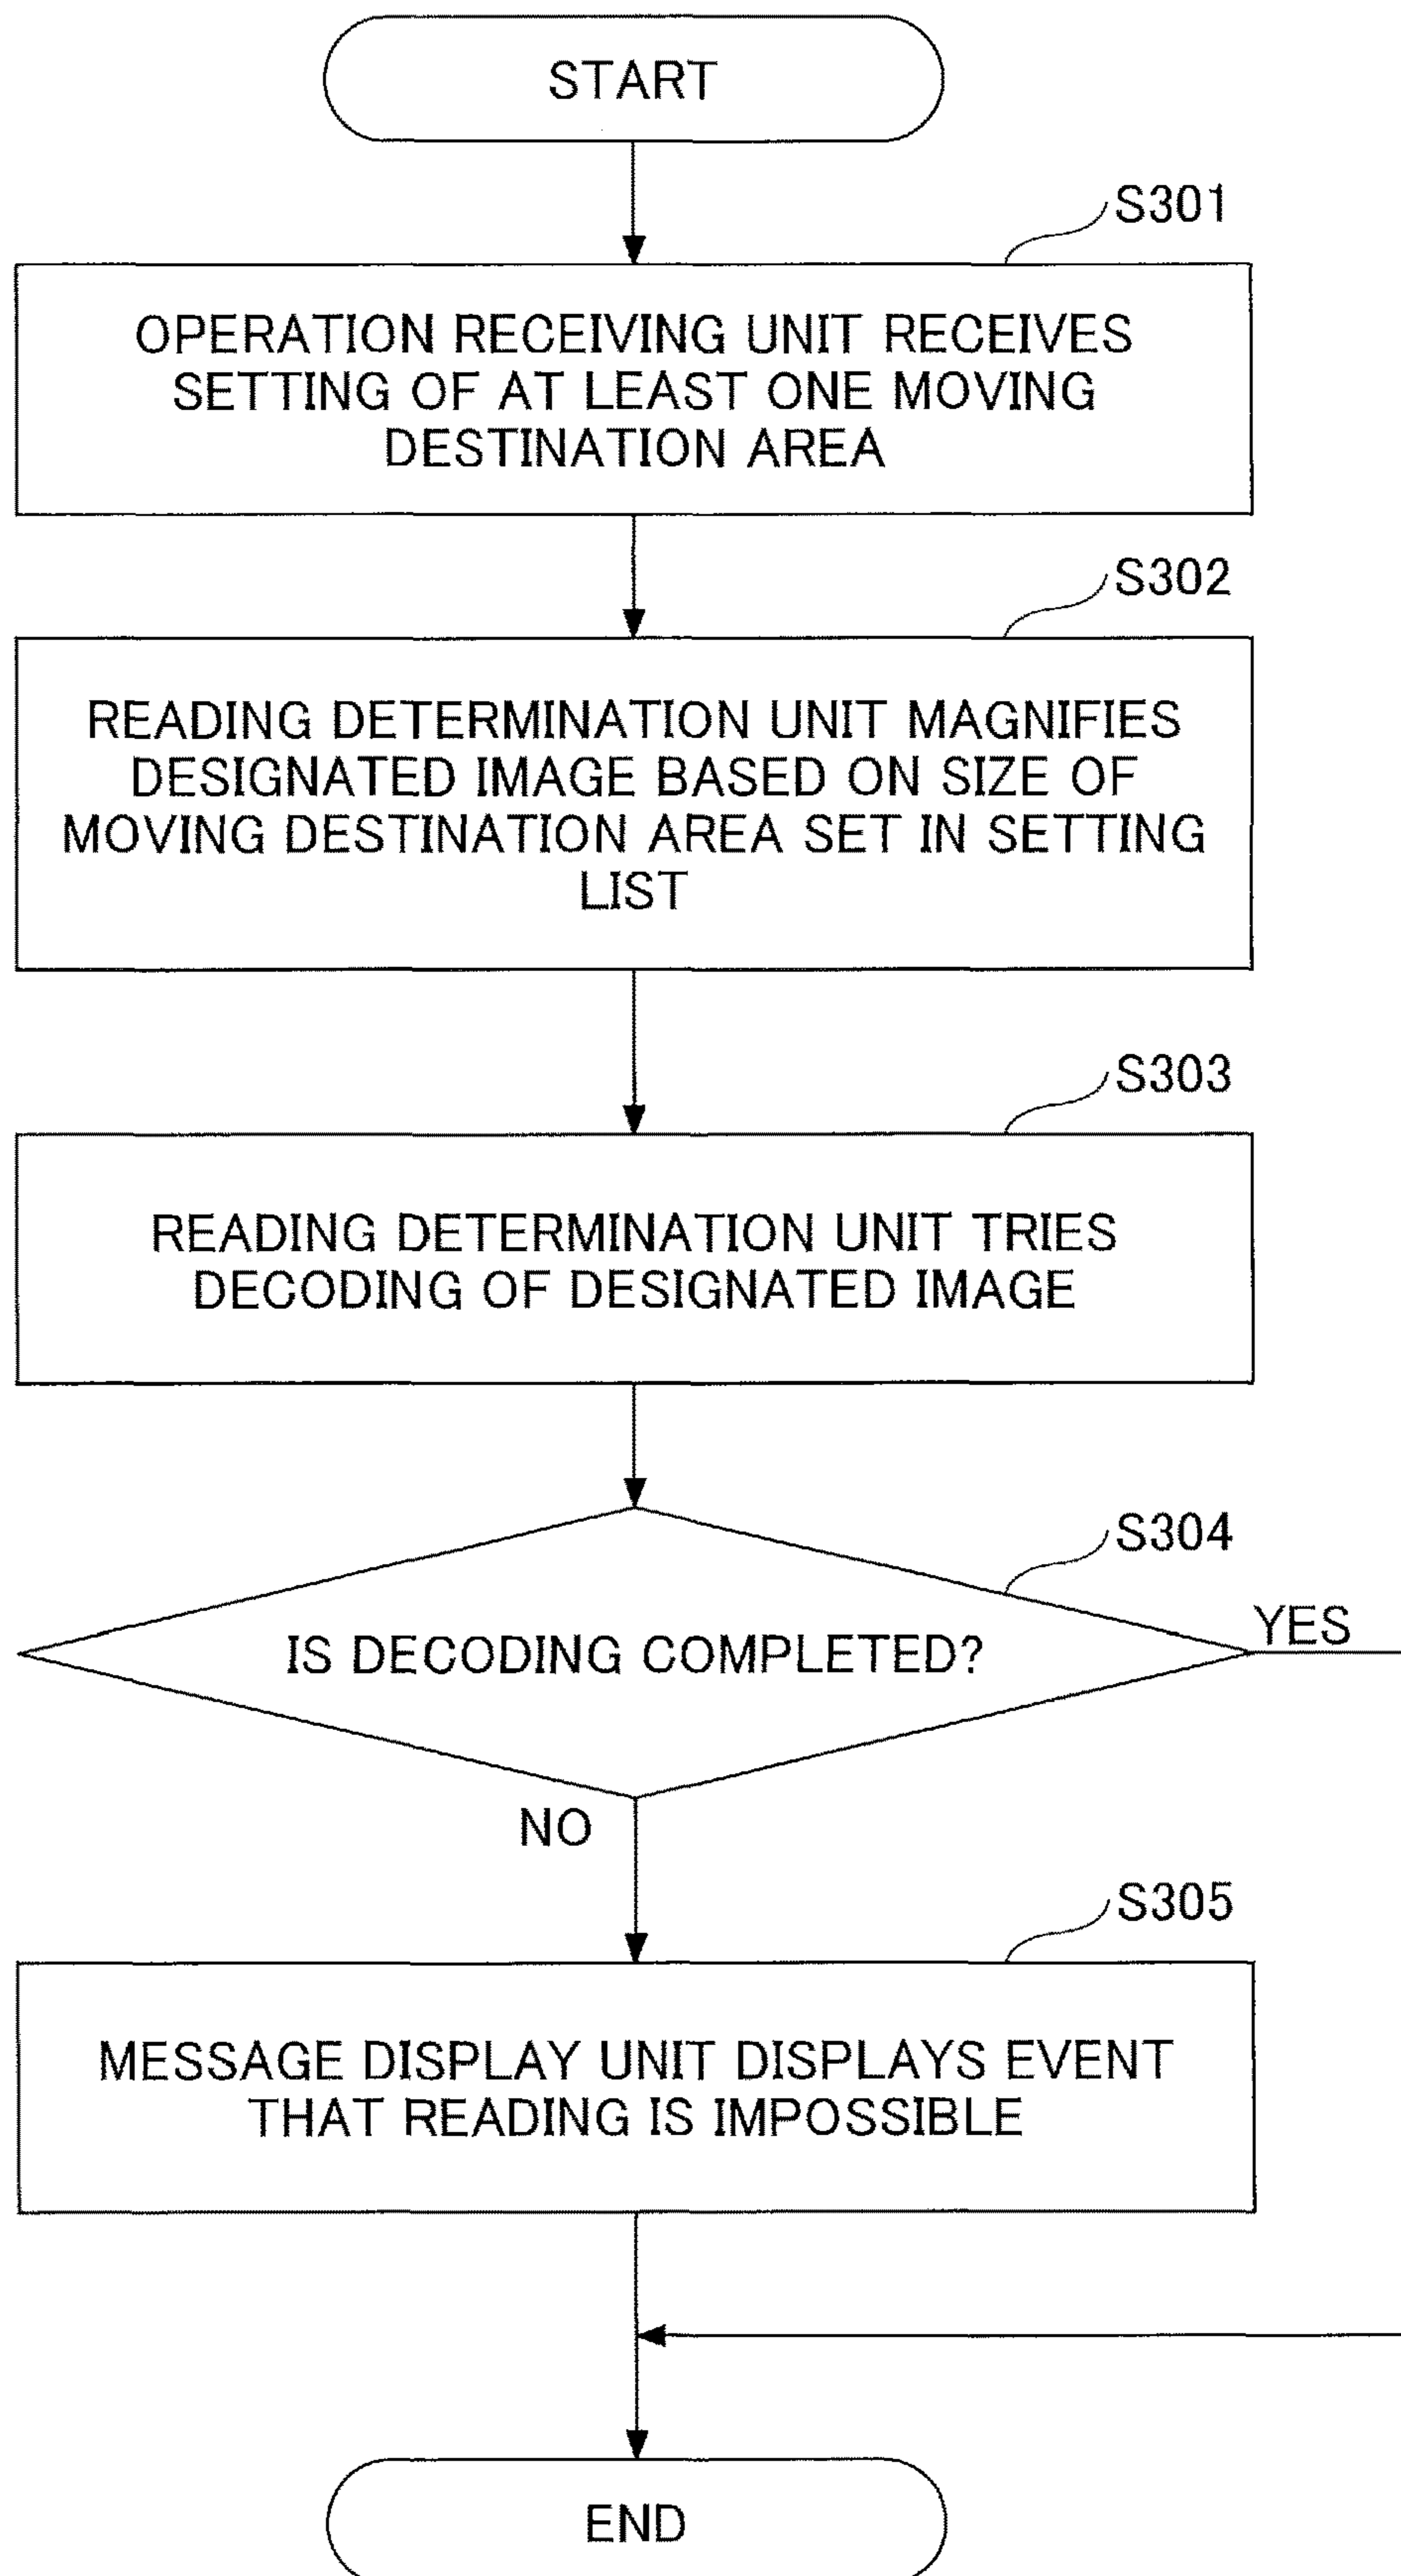 START
S301
OPERATION RECEIVING UNIT RECEIVES
SETTING OF AT LEAST ONE MOVING
DESTINATION AREA
S302
READING DETERMINATION UNIT MAGNIFIES
DESIGNATED IMAGE BASED ON SIZE OF
MOVING DESTINATION AREA SET IN SETTING
LIST
S303
READING DETERMINATION UNIT TRIES
DECODING OF DESIGNATED IMAGE
S304
IS DECODING COMPLETED?
YES
NO
S305
MESSAGE DISPLAY UNIT DISPLAYS EVENT
THAT READING IS IMPOSSIBLE
END